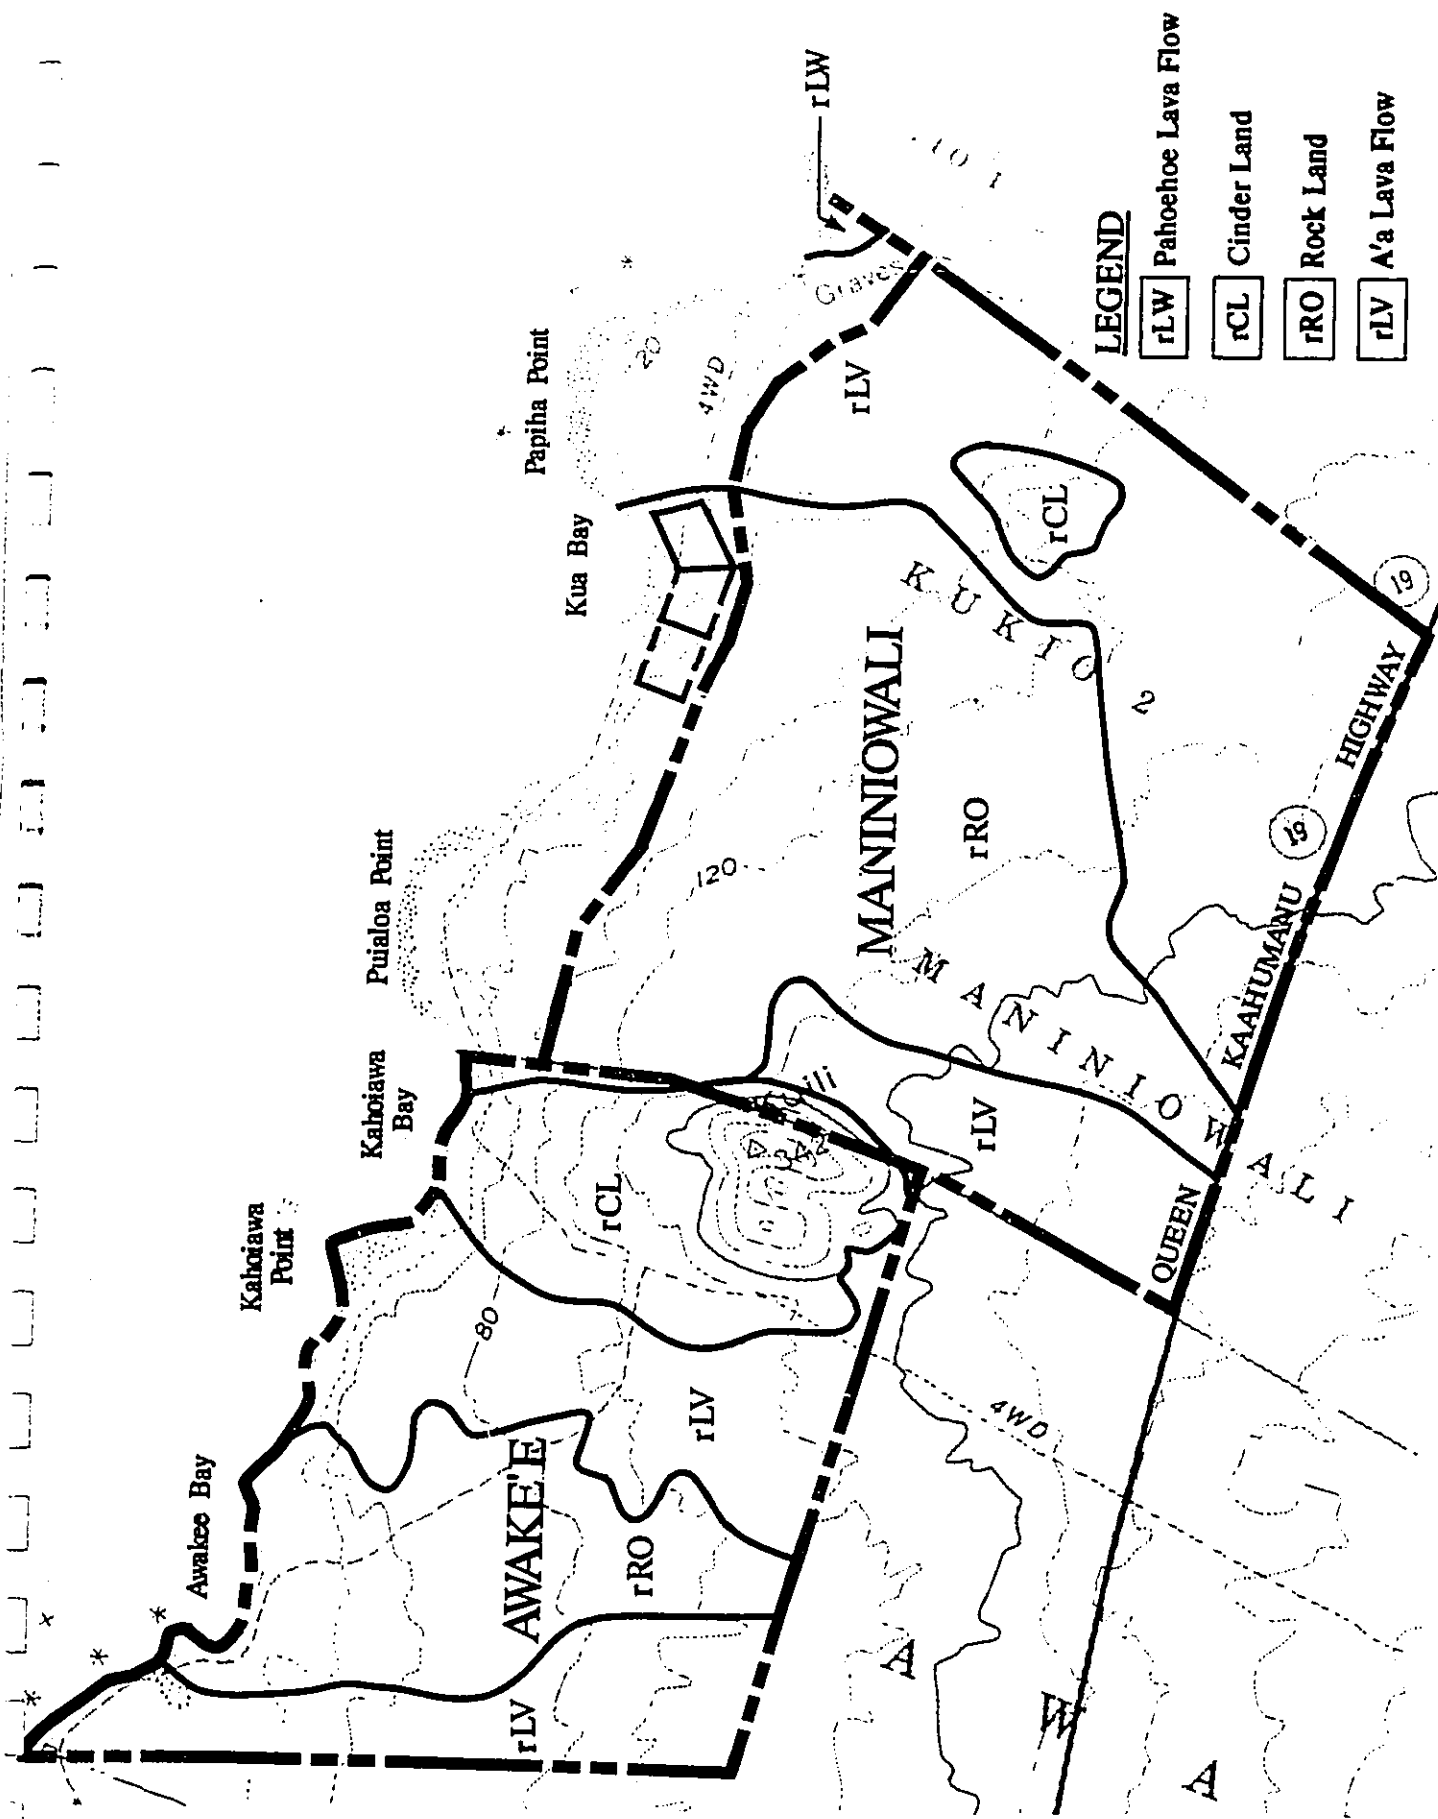 Awakee Bay
Kahoiawa
Point
Kahoiawa
Bay
Puialoa Point
Kua Bay
Papiha Point
rLW
Graves
4WD
20
rLV
rCL
KUKIO 2
MANINIOWALI
rRO
120
MANINIOWALI
rLV
rCL
342
80
rLV
AWAKE'E
rRO
rLV
4WD
QUEEN KAAHUMANU HIGHWAY
19
19
A
W
A
LEGEND
rLW Pahoehoe Lava Flow
rCL Cinder Land
rRO Rock Land
rLV A'a Lava Flow